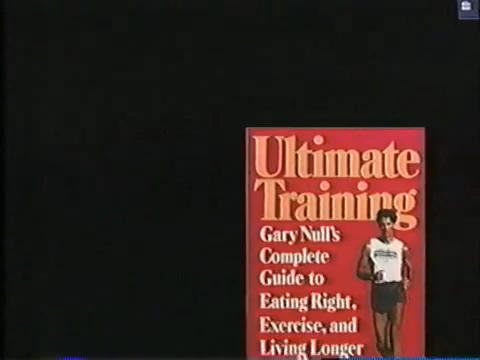 Ultimate
Training
Gary Null's
Complete
Guide to
Eating Right,
Exercise, and
Living Longer